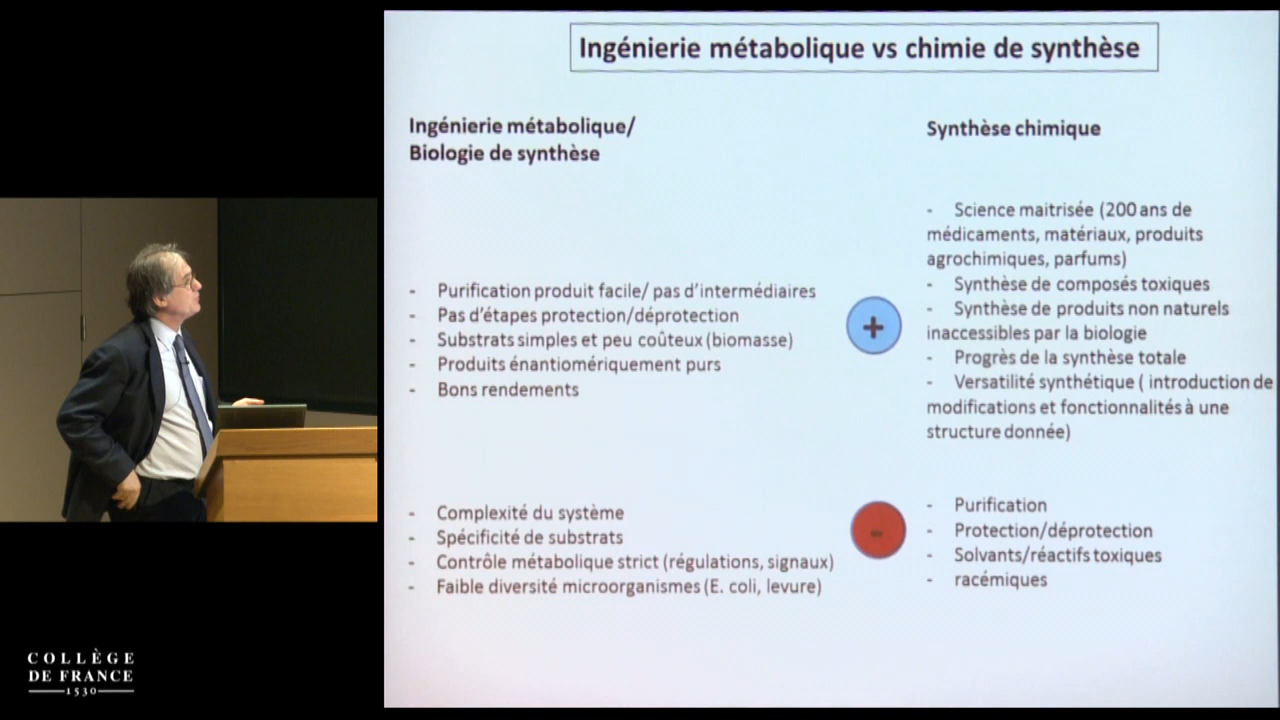 Ingénierie métabolique vs chimie de synthèse
Ingénierie métabolique/
Biologie de synthèse
- Purification produit facile/ pas d'intermédiaires
- Pas d'étapes protection/déprotection
- Substrats simples et peu coûteux (biomasse)
- Produits énantiomériquement purs
- Bons rendements
- Complexité du système
- Spécificité de substrats
- Contrôle métabolique strict (régulations, signaux)
- Faible diversité microorganismes (E. coli, levure)
+
-
Synthèse chimique
- Science maitrisée (200 ans de
médicaments, matériaux, produits
agrochimiques, parfums)
- Synthèse de composés toxiques
- Synthèse de produits non naturels
inaccessibles par la biologie
- Progrès de la synthèse totale
- Versatilité synthétique ( introduction de
modifications et fonctionnalités à une
structure donnée)
- Purification
- Protection/déprotection
- Solvants/réactifs toxiques
- racémiques
COLLÈGE
DE FRANCE
1530